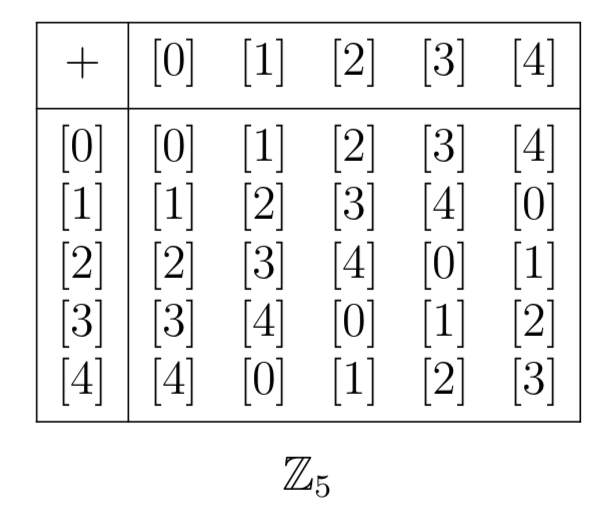 + [0] [1] [2] [3] [4]
[0] [0] [1] [2] [3] [4]
[1] [1] [2] [3] [4] [0]
[2] [2] [3] [4] [0] [1]
[3] [3] [4] [0] [1] [2]
[4] [4] [0] [1] [2] [3]
ℤ₅